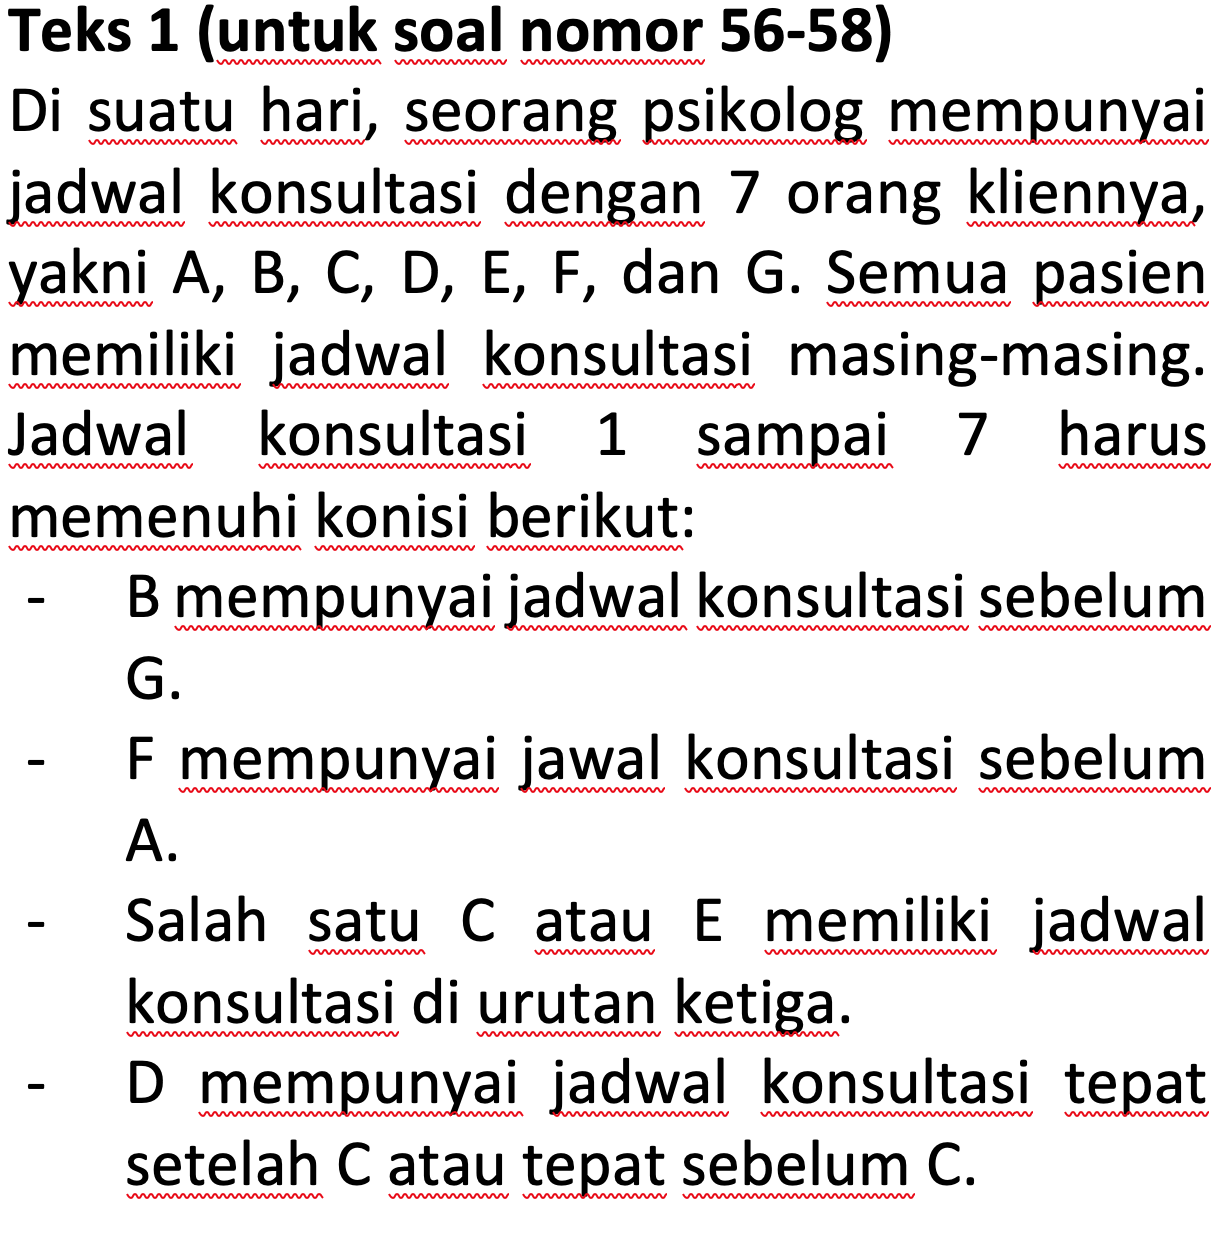 Teks 1 (untuk soal nomor 56-58)
Di suatu hari, seorang psikolog mempunyai
jadwal konsultasi dengan 7 orang kliennya,
yakni A, B, C, D, E, F, dan G. Semua pasien
memiliki jadwal konsultasi masing-masing.
Jadwal konsultasi 1 sampai 7 harus
memenuhi konisi berikut:
- B mempunyai jadwal konsultasi sebelum
G.
- F mempunyai jawal konsultasi sebelum
A.
- Salah satu C atau E memiliki jadwal
konsultasi di urutan ketiga.
- D mempunyai jadwal konsultasi tepat
setelah C atau tepat sebelum C.